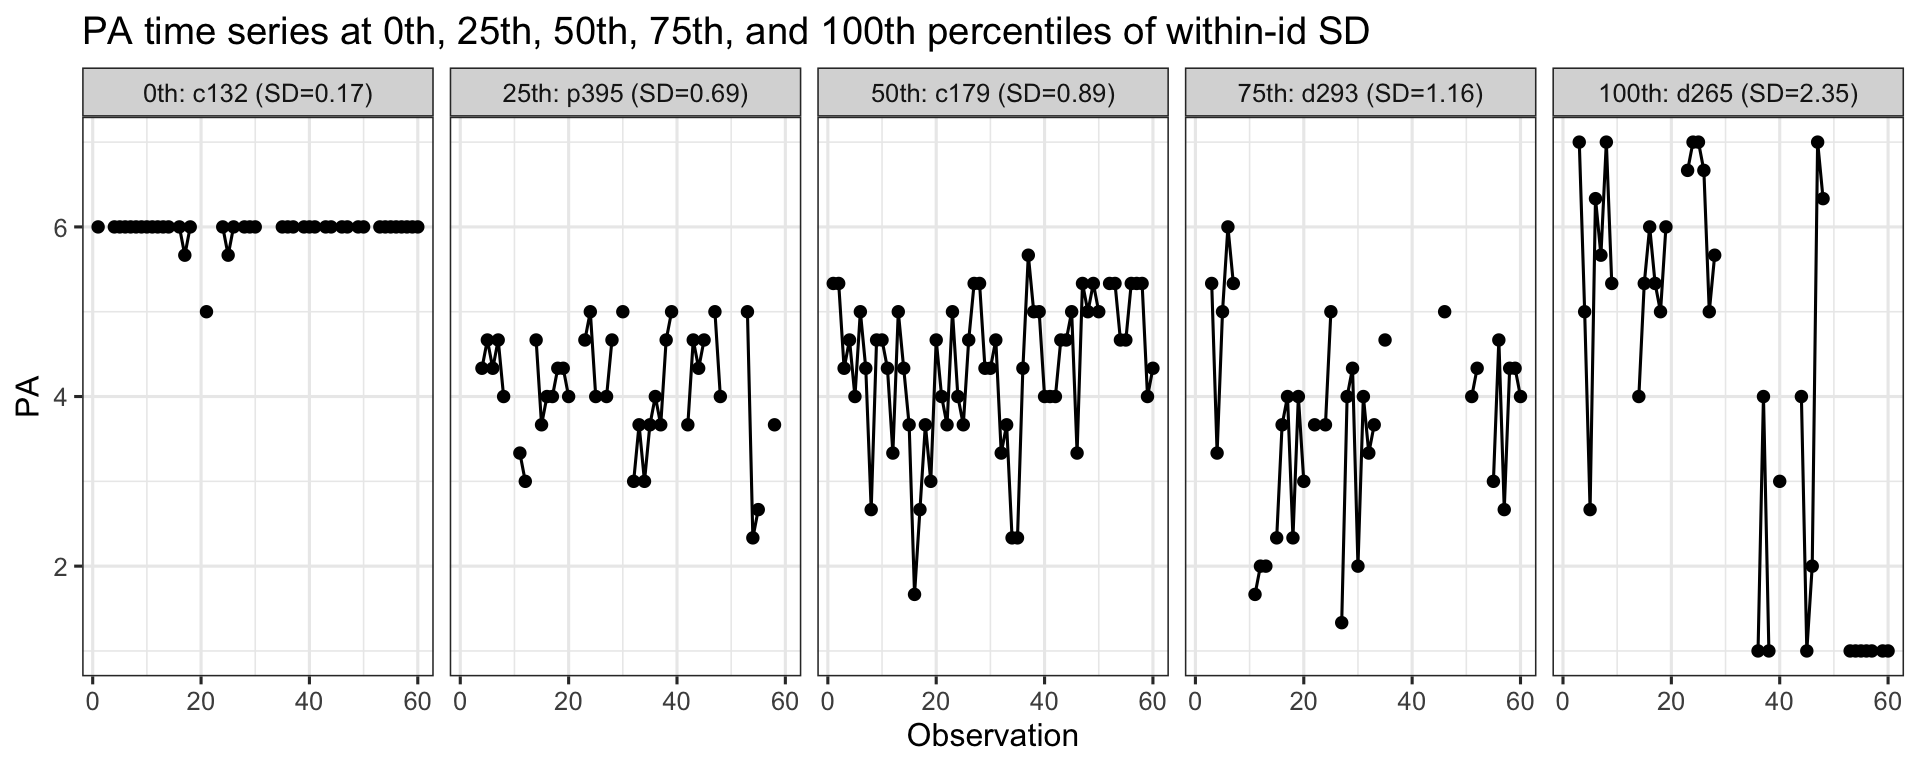 PA time series at 0th, 25th, 50th, 75th, and 100th percentiles of within-id SD
0th: c132 (SD=0.17) 25th: p395 (SD=0.69) 50th: c179 (SD=0.89) 75th: d293 (SD=1.16) 100th: d265 (SD=2.35)
6
4
2
PA
0 20 40 60 0 20 40 60 0 20 40 60 0 20 40 60 0 20 40 60
Observation